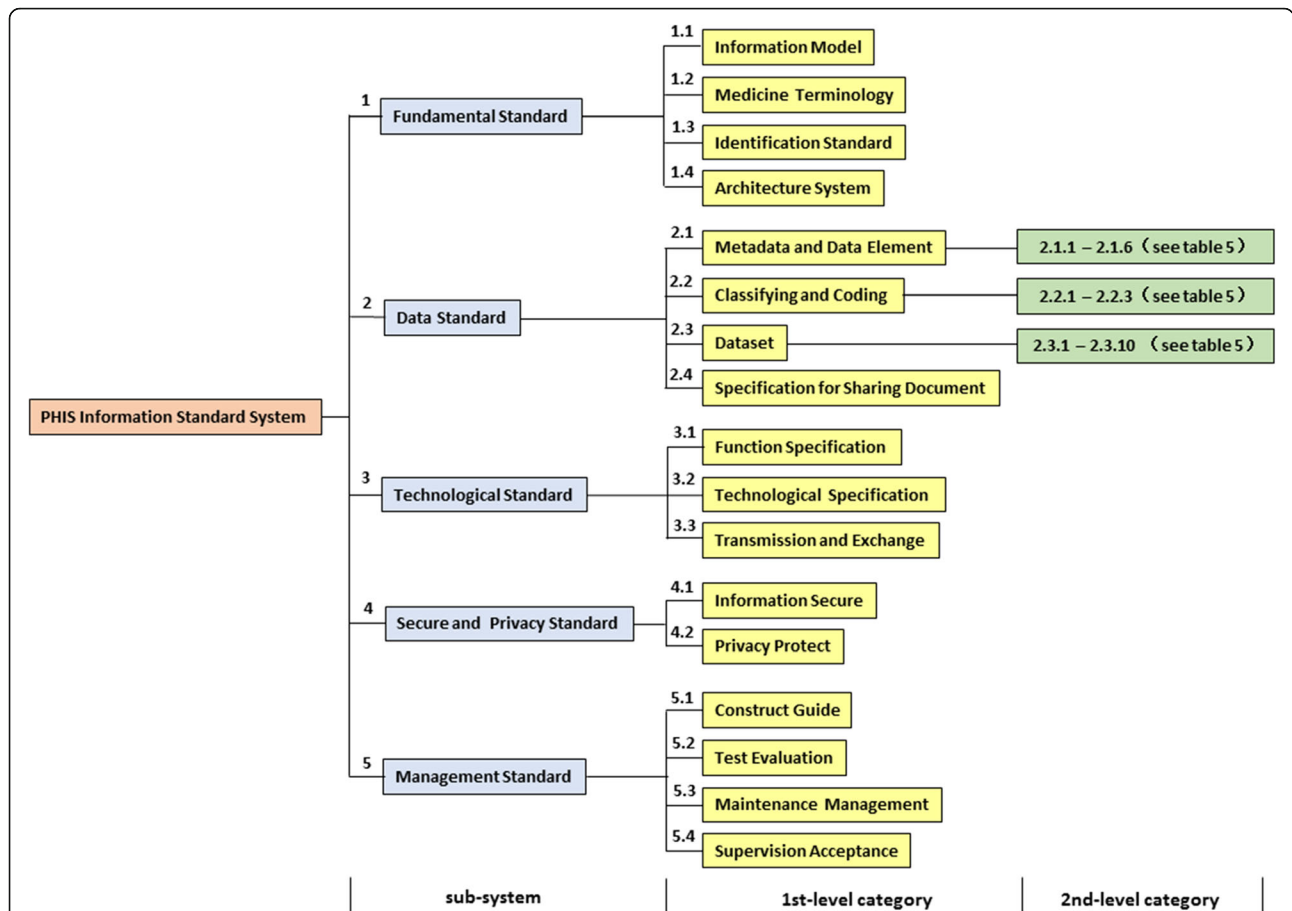 1.1
Information Model
1.2
Medicine Terminology
1
Fundamental Standard
1.3
Identification Standard
1.4
Architecture System
2.1
Metadata and Data Element
2.1.1 – 2.1.6（see table 5）
2.2
Classifying and Coding
2.2.1 – 2.2.3（see table 5）
2
Data Standard
2.3
Dataset
2.3.1 – 2.3.10 （see table 5）
2.4
Specification for Sharing Document
PHIS Information Standard System
3.1
Function Specification
3.2
Technological Specification
3
Technological Standard
3.3
Transmission and Exchange
4.1
Information Secure
4
Secure and Privacy Standard
4.2
Privacy Protect
5.1
Construct Guide
5.2
Test Evaluation
5
Management Standard
5.3
Maintenance Management
5.4
Supervision Acceptance
sub-system
1st-level category
2nd-level category